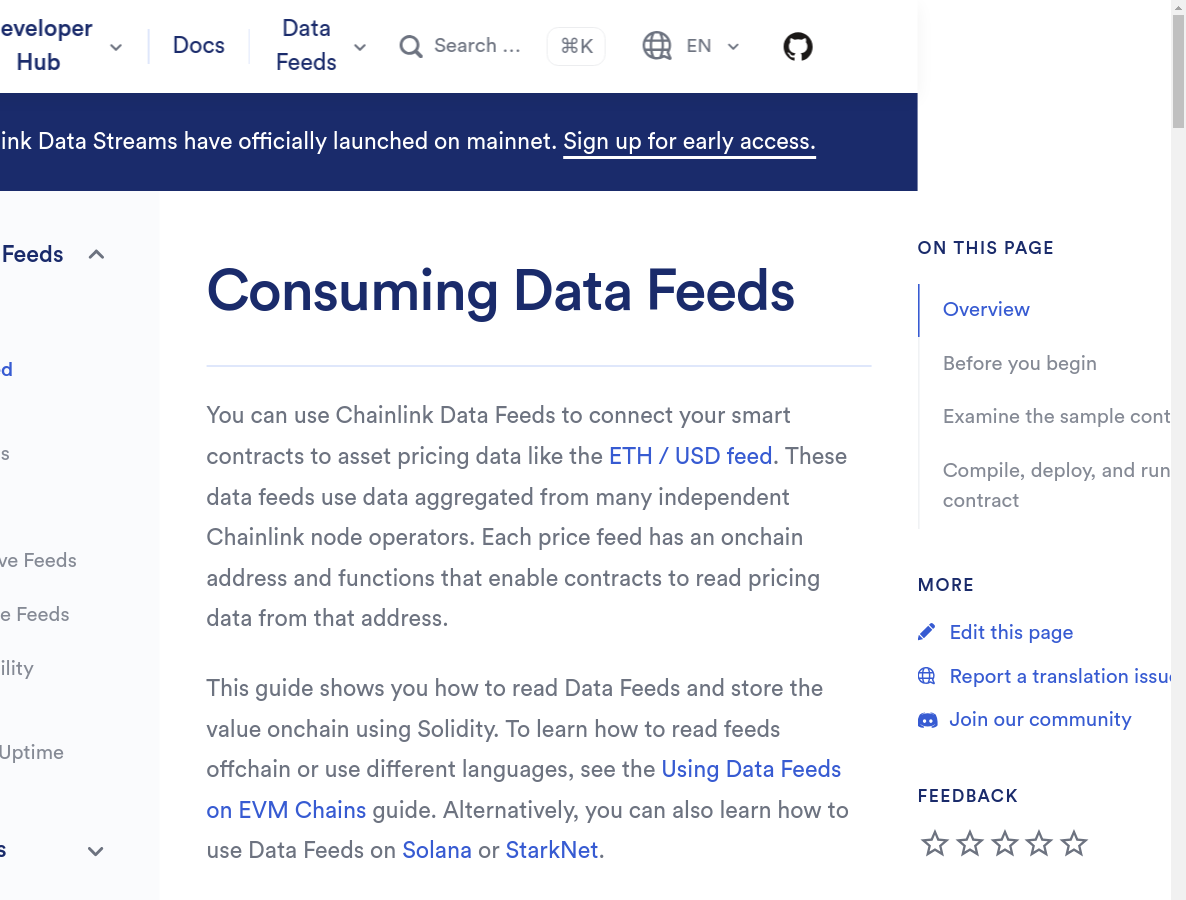 Hub
Docs
Data
Feeds
Search ...
⌘K
EN
Data Streams have officially launched on mainnet. Sign up for early access.
Feeds
Feeds
Feeds
Uptime
Consuming Data Feeds
You can use Chainlink Data Feeds to connect your smart
contracts to asset pricing data like the ETH / USD feed. These
data feeds use data aggregated from many independent
Chainlink node operators. Each price feed has an onchain
address and functions that enable contracts to read pricing
data from that address.
This guide shows you how to read Data Feeds and store the
value onchain using Solidity. To learn how to read feeds
offchain or use different languages, see the Using Data Feeds
on EVM Chains guide. Alternatively, you can also learn how to
use Data Feeds on Solana or StarkNet.
ON THIS PAGE
Overview
Before you begin
Examine the sample
Compile, deploy, and run
contract
MORE
Edit this page
Report a translation
Join our community
FEEDBACK